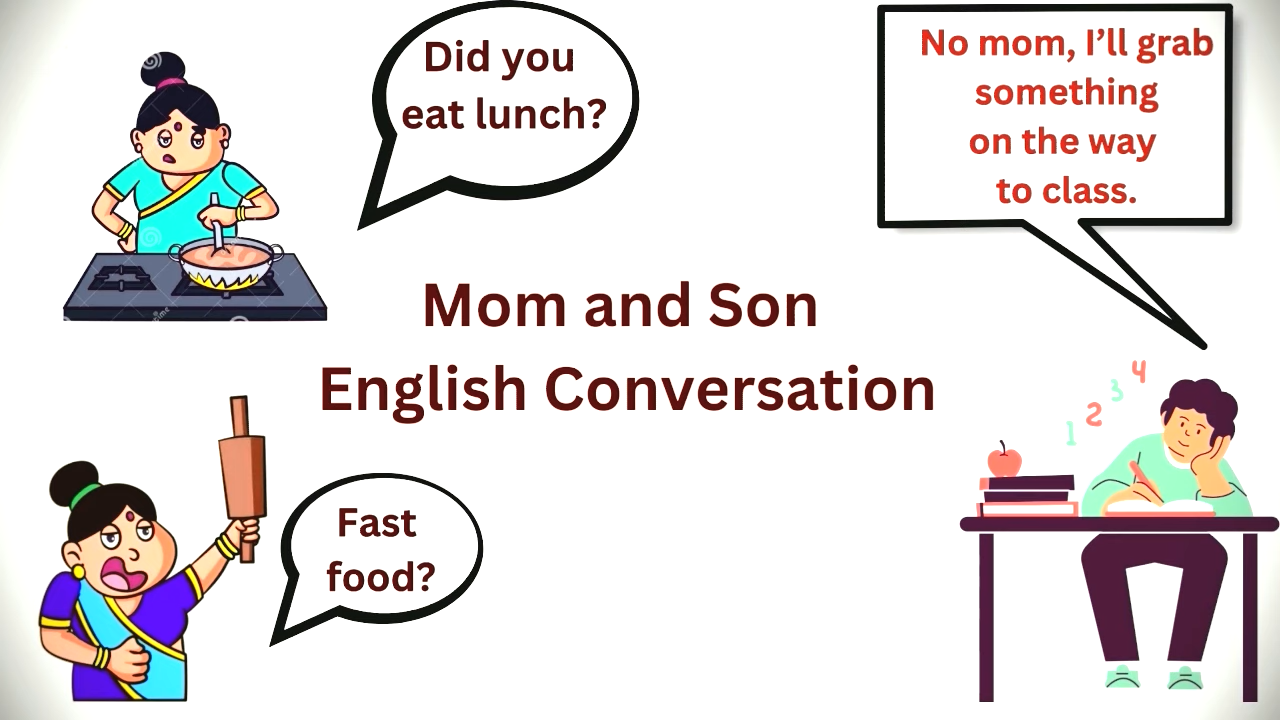 Did you
eat lunch?
No mom, I’ll grab
something
on the way
to class.
Mom and Son
English Conversation
1 2 3 4
Fast
food?